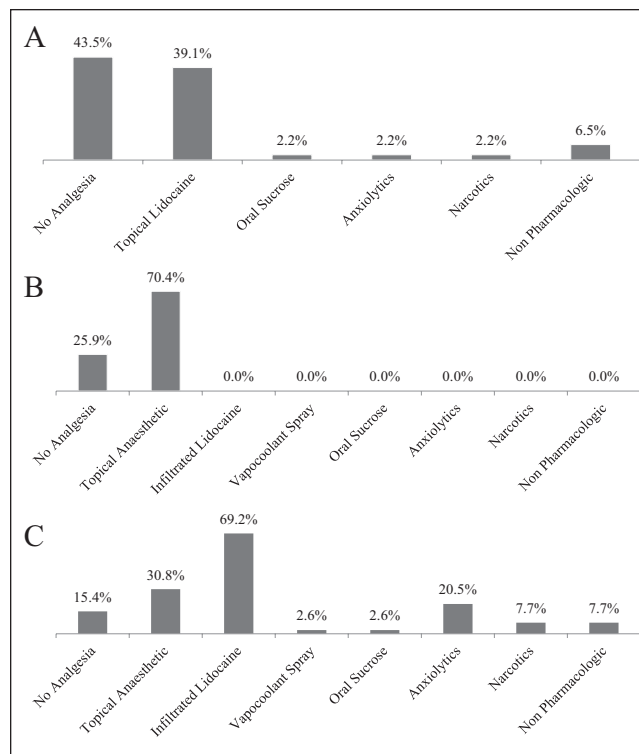 A
43.5%
39.1%
2.2%
2.2%
2.2%
6.5%
No Analgesia
Topical Lidocaine
Oral Sucrose
Anxiolytics
Narcotics
Non Pharmacologic
B
25.9%
70.4%
0.0%
0.0%
0.0%
0.0%
0.0%
0.0%
No Analgesia
Topical Anaesthetic
Infiltrated Lidocaine
Vapocoolant Spray
Oral Sucrose
Anxiolytics
Narcotics
Non Pharmacologic
C
15.4%
30.8%
69.2%
2.6%
2.6%
20.5%
7.7%
7.7%
No Analgesia
Topical Anaesthetic
Infiltrated Lidocaine
Vapocoolant Spray
Oral Sucrose
Anxiolytics
Narcotics
Non Pharmacologic